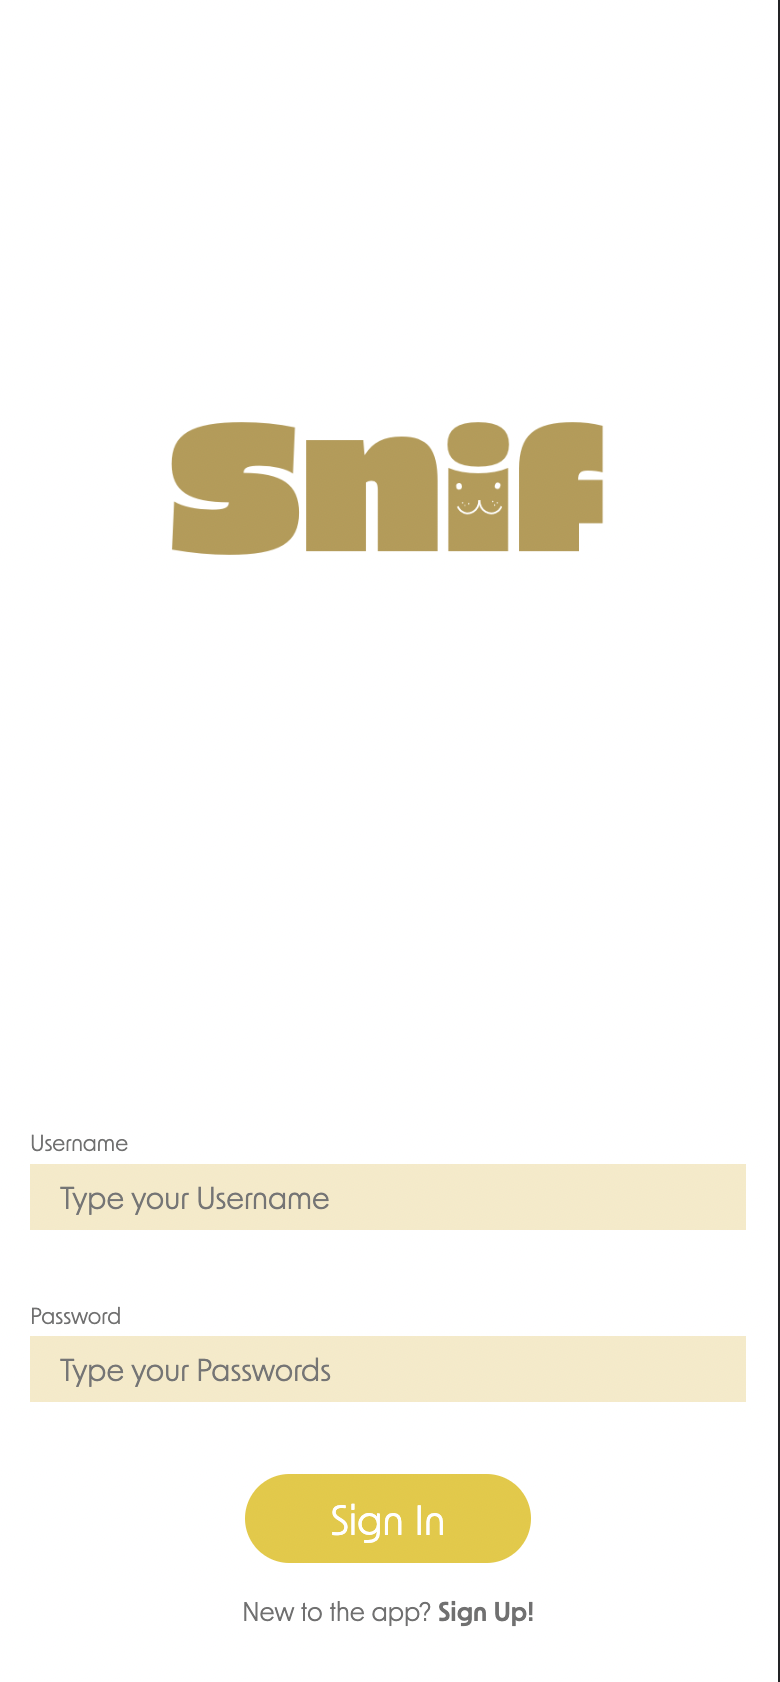 Snif
Username
Type your Username
Password
Type your Passwords
Sign In
New to the app? Sign Up!